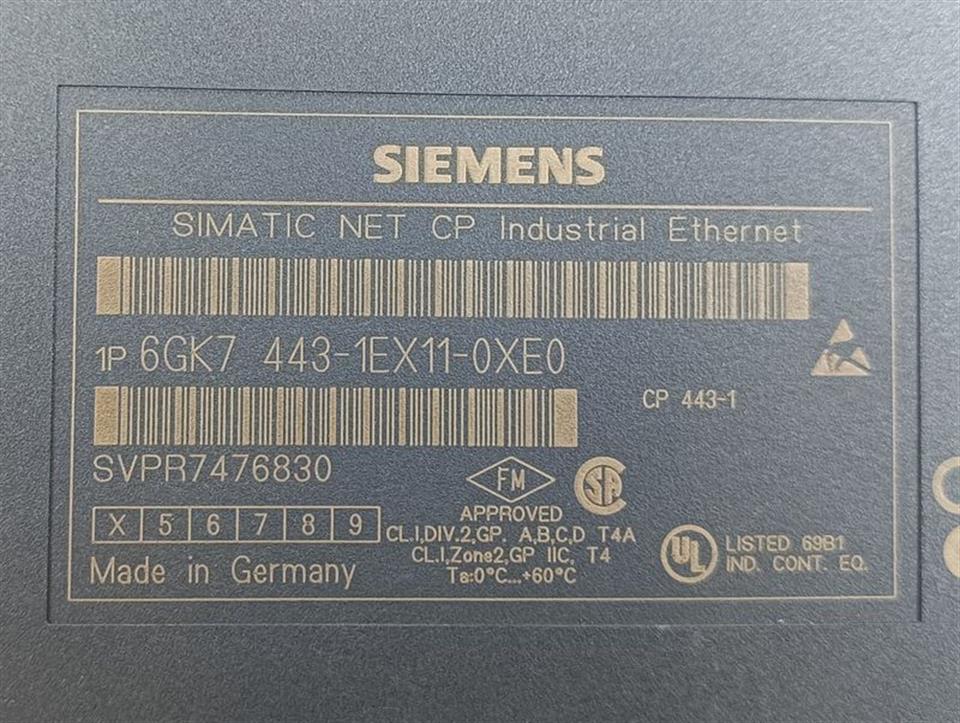 SIEMENS
SIMATIC NET CP Industrial Ethernet
1P 6GK7 443-1EX11-0XE0
CP 443-1
SVPR7476830
FM
APPROVED
CL.I,DIV.2,GP. A,B,C,D T4A
CL.I,Zone2,GP IIC, T4
Ta:0°C...+60°C
SA
UL
LISTED 69B1
IND. CONT. EQ.
X 5 6 7 8 9
Made in Germany